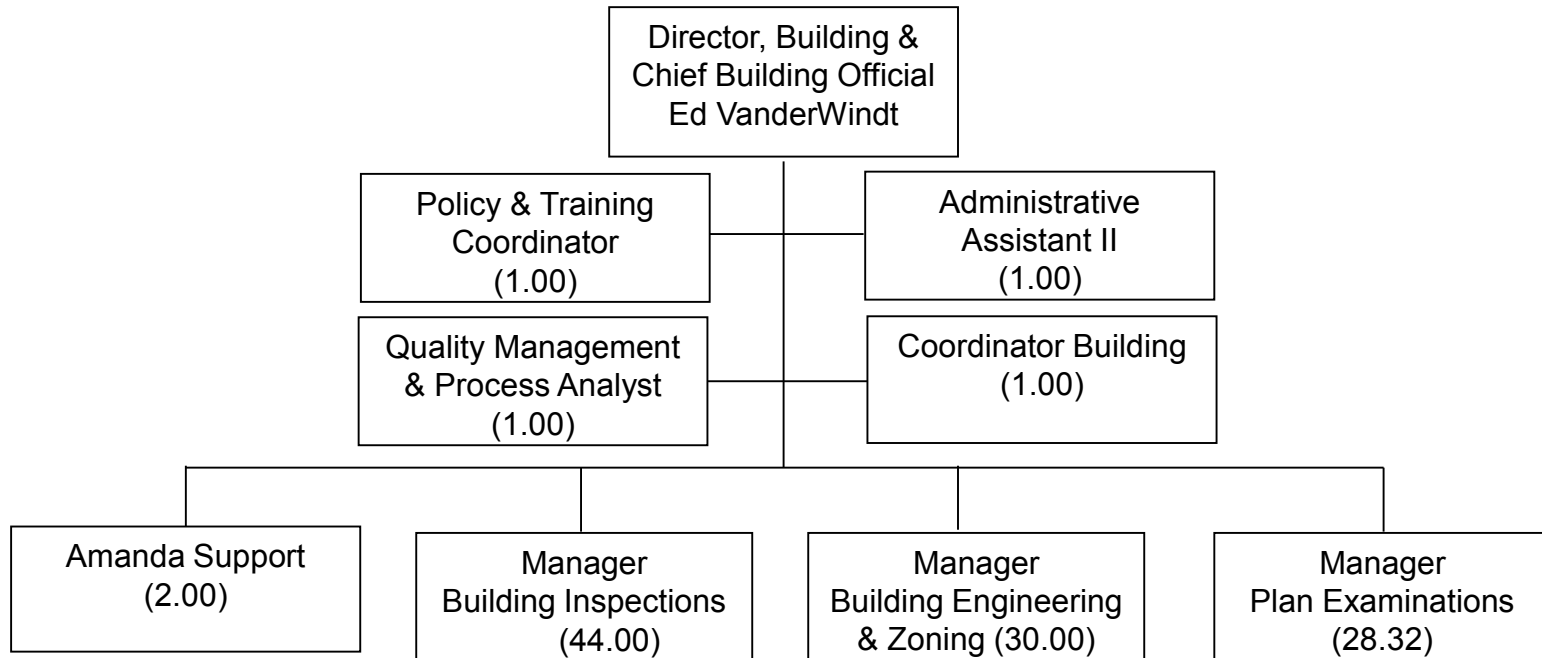 Director, Building &
Chief Building Official
Ed VanderWindt
Policy & Training
Coordinator
(1.00)
Administrative
Assistant II
(1.00)
Quality Management
& Process Analyst
(1.00)
Coordinator Building
(1.00)
Amanda Support
(2.00)
Manager
Building Inspections
(44.00)
Manager
Building Engineering
& Zoning (30.00)
Manager
Plan Examinations
(28.32)